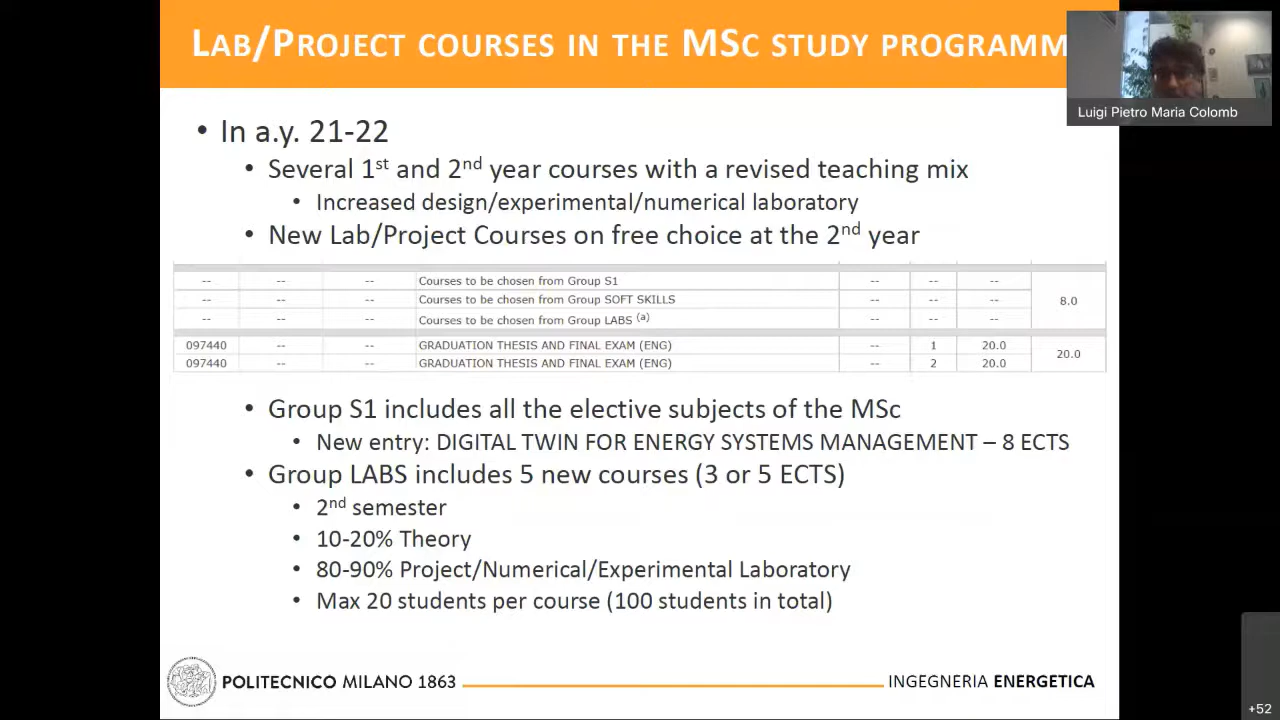 LAB/PROJECT COURSES IN THE MSC STUDY PROGRAMM
Luigi Pietro Maria Colomb
• In a.y. 21-22
• Several 1st and 2nd year courses with a revised teaching mix
• Increased design/experimental/numerical laboratory
• New Lab/Project Courses on free choice at the 2nd year
-- -- -- Courses to be chosen from Group S1 -- -- --
-- -- -- Courses to be chosen from Group SOFT SKILLS -- -- -- 8.0
-- -- -- Courses to be chosen from Group LABS (a) -- -- --
097440 -- -- GRADUATION THESIS AND FINAL EXAM (ENG) -- 1 20.0 20.0
097440 -- -- GRADUATION THESIS AND FINAL EXAM (ENG) -- 2 20.0
• Group S1 includes all the elective subjects of the MSc
• New entry: DIGITAL TWIN FOR ENERGY SYSTEMS MANAGEMENT – 8 ECTS
• Group LABS includes 5 new courses (3 or 5 ECTS)
• 2nd semester
• 10-20% Theory
• 80-90% Project/Numerical/Experimental Laboratory
• Max 20 students per course (100 students in total)
POLITECNICO MILANO 1863
INGEGNERIA ENERGETICA
+52